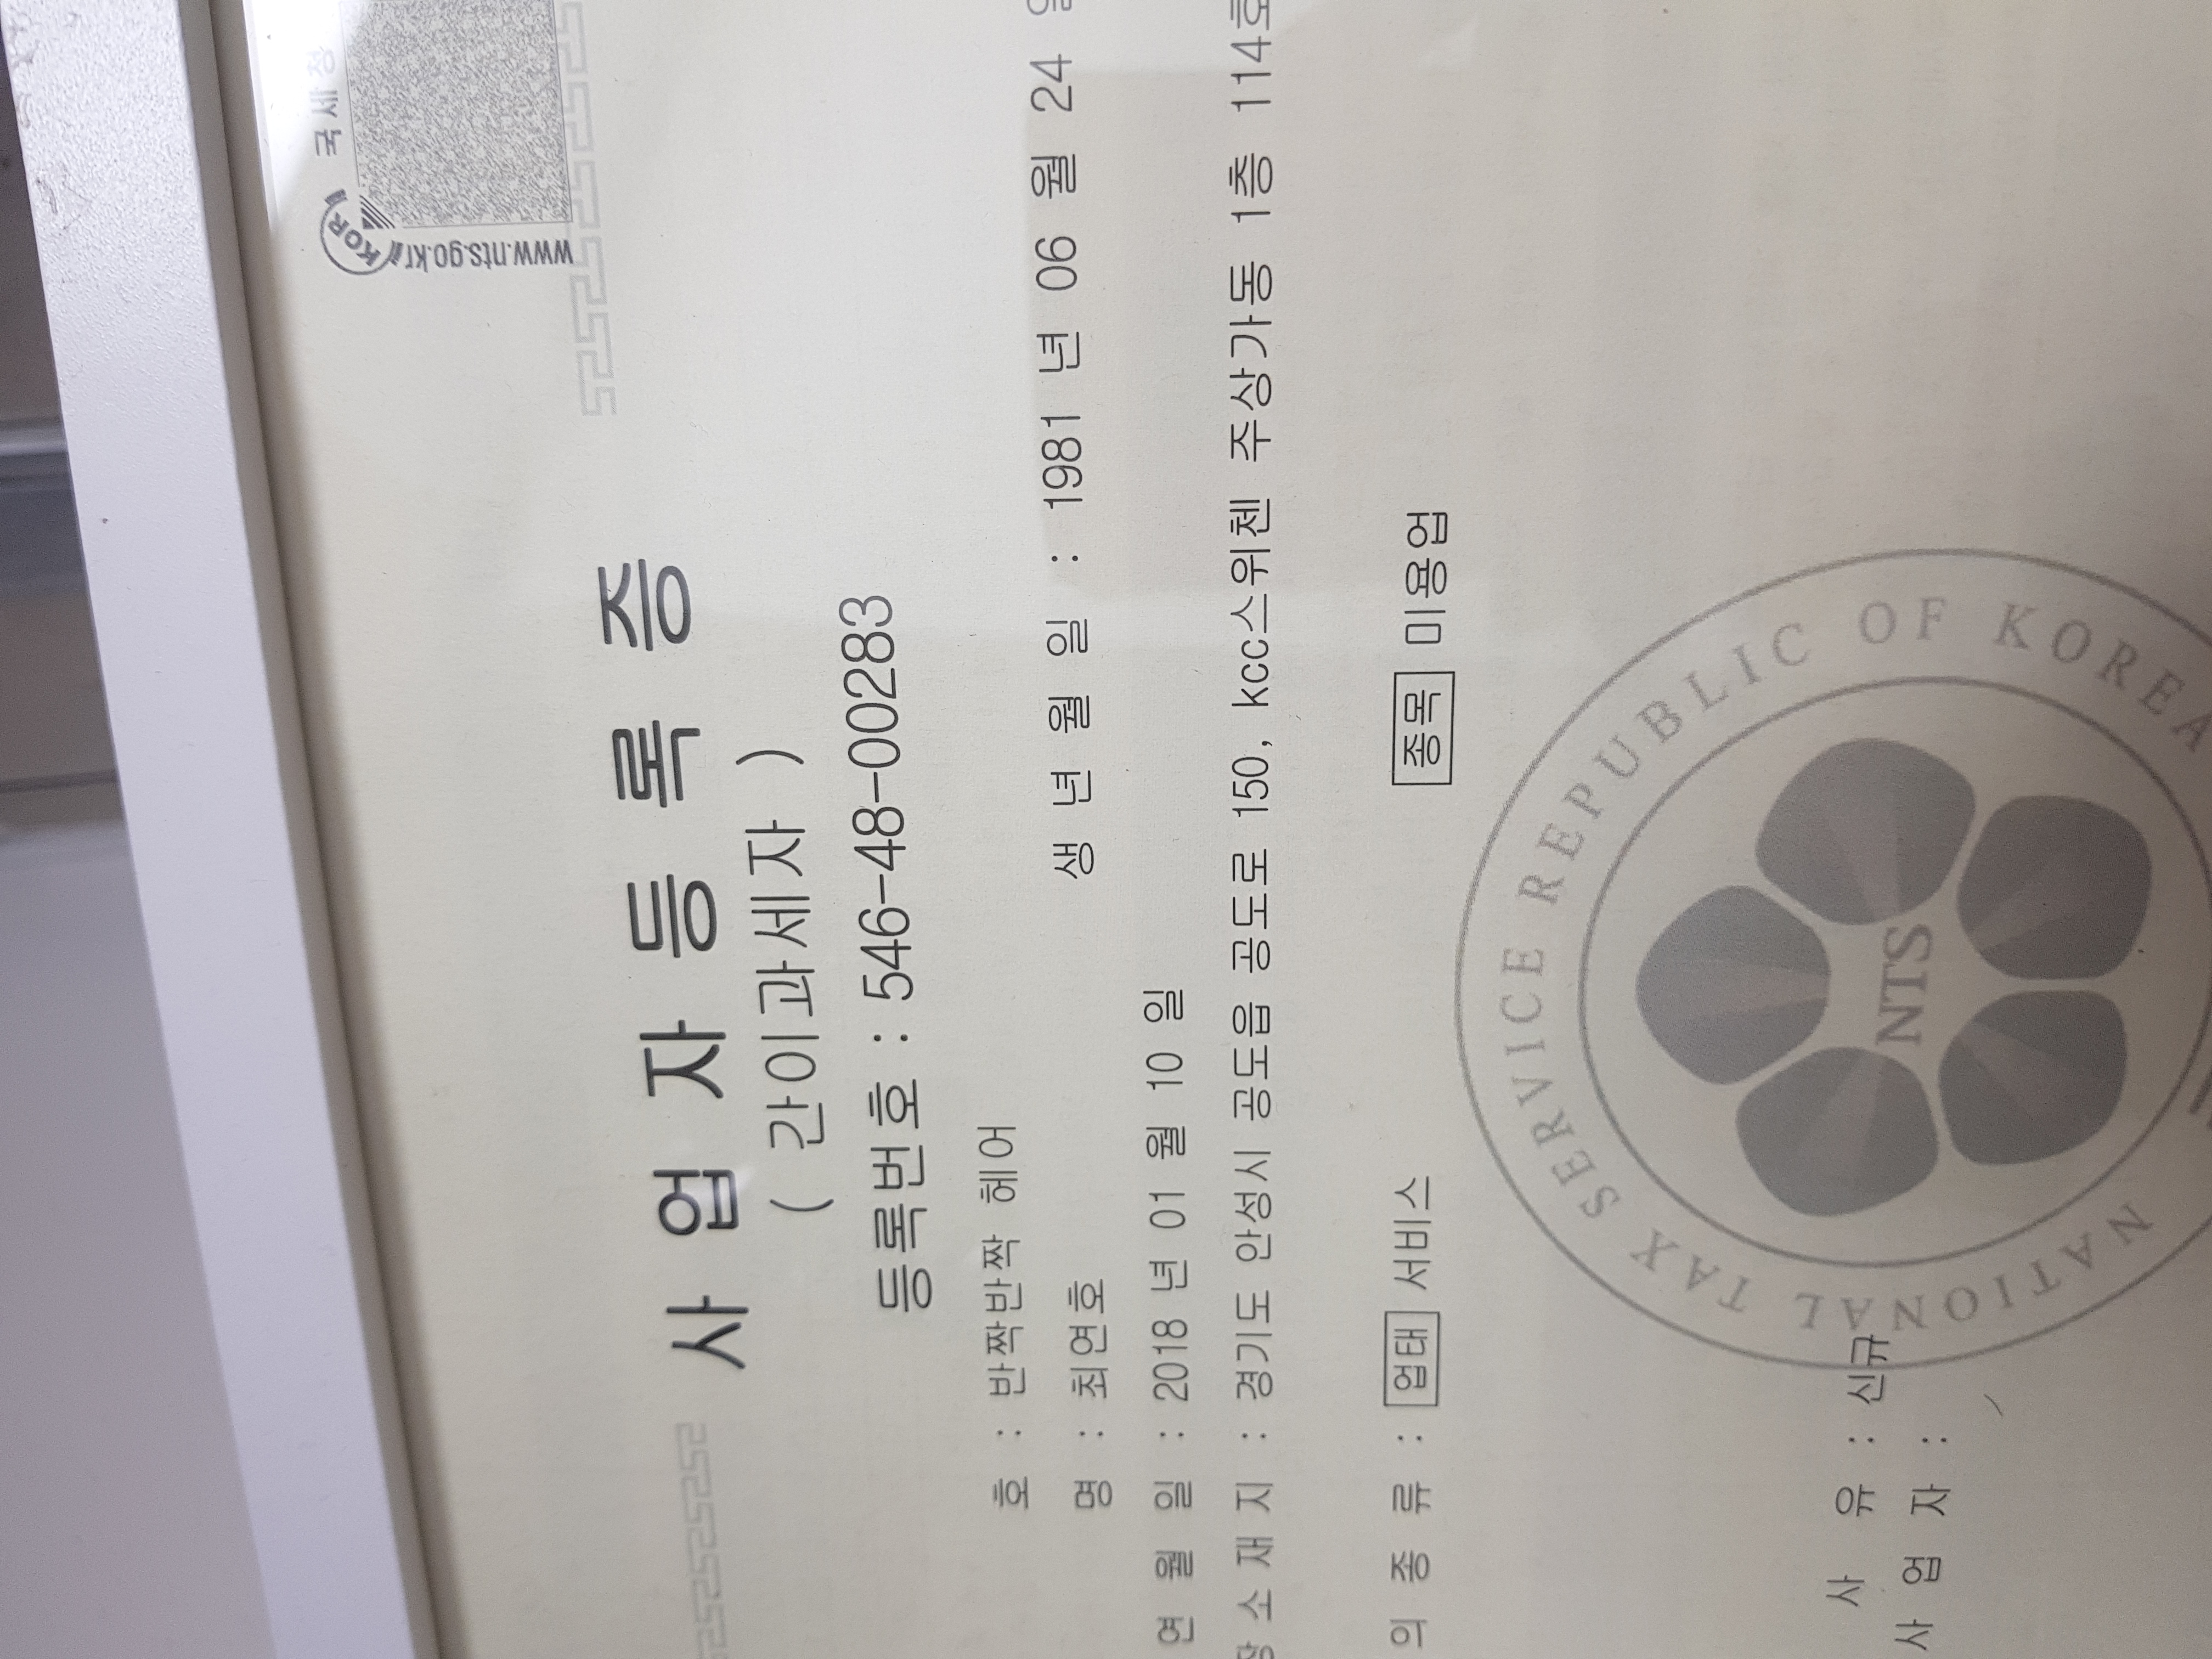 국세청
KOR
www.nts.go.kr
사업자등록증
( 간이과세자 )
등록번호 : 546-48-00283
호 : 반짝반짝 헤어
명 : 최연호 생 년 월 일 : 1981 년 06 월 24
연 월 일 : 2018 년 01 월 10 일
소 재 지 : 경기도 안성시 공도읍 공도로 150, kcc스위첸 주상가동 1층 114호
의 종 류 : 업태 서비스 종목 미용업
NATIONAL TAX SERVICE REPUBLIC OF KOREA
NTS
사 유 : 신규
사 업 자 :